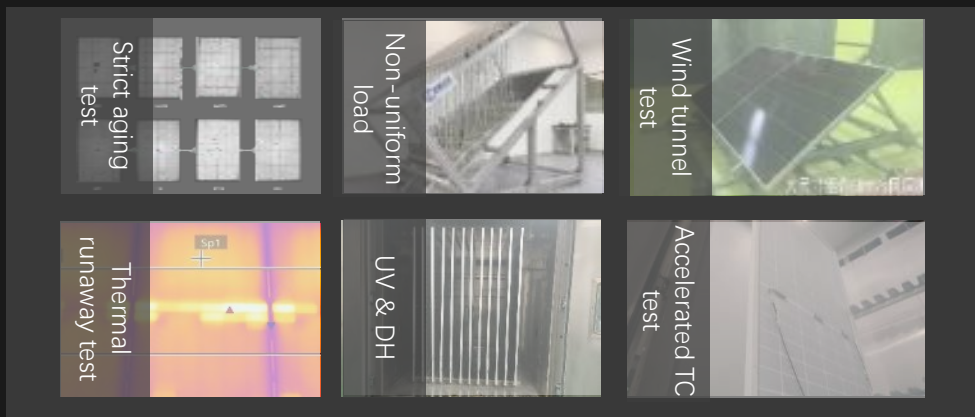 Strict aging
test
Non-uniform
load
Wind tunnel
test
Sp1
Thermal
runaway test
UV & DH
Accelerated TC
test